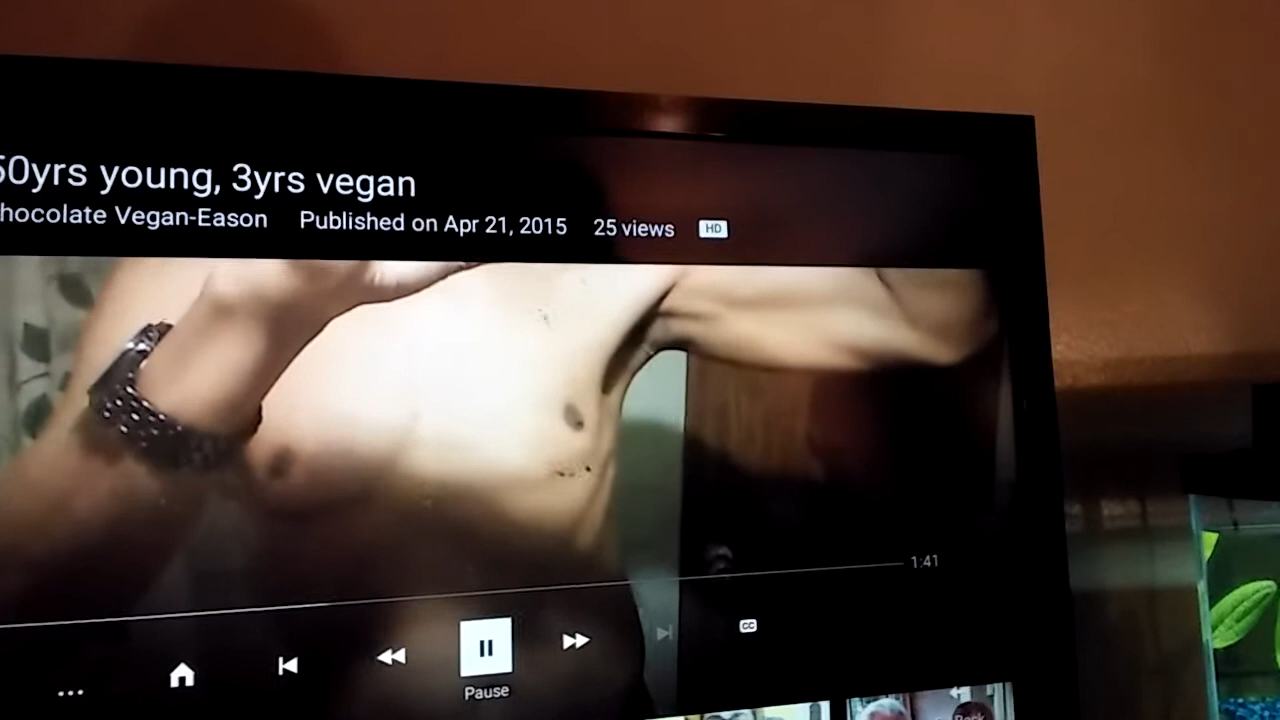 50yrs young, 3yrs vegan
hocolate Vegan-Eason Published on Apr 21, 2015 25 views HD
1:41
CC
Pause
Back